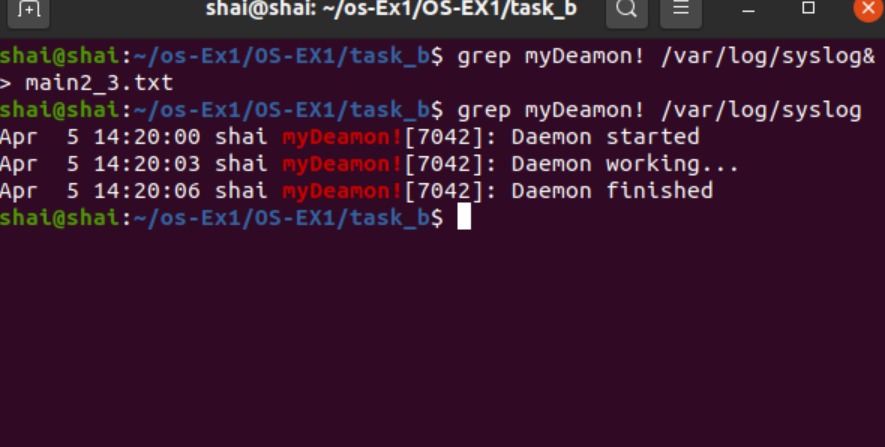 shai@shai: ~/os-Ex1/OS-EX1/task_b
shai@shai:~/os-Ex1/OS-EX1/task_b$ grep myDeamon! /var/log/syslog&
> main2_3.txt
shai@shai:~/os-Ex1/OS-EX1/task_b$ grep myDeamon! /var/log/syslog
Apr  5 14:20:00 shai myDeamon![7042]: Daemon started
Apr  5 14:20:03 shai myDeamon![7042]: Daemon working...
Apr  5 14:20:06 shai myDeamon![7042]: Daemon finished
shai@shai:~/os-Ex1/OS-EX1/task_b$